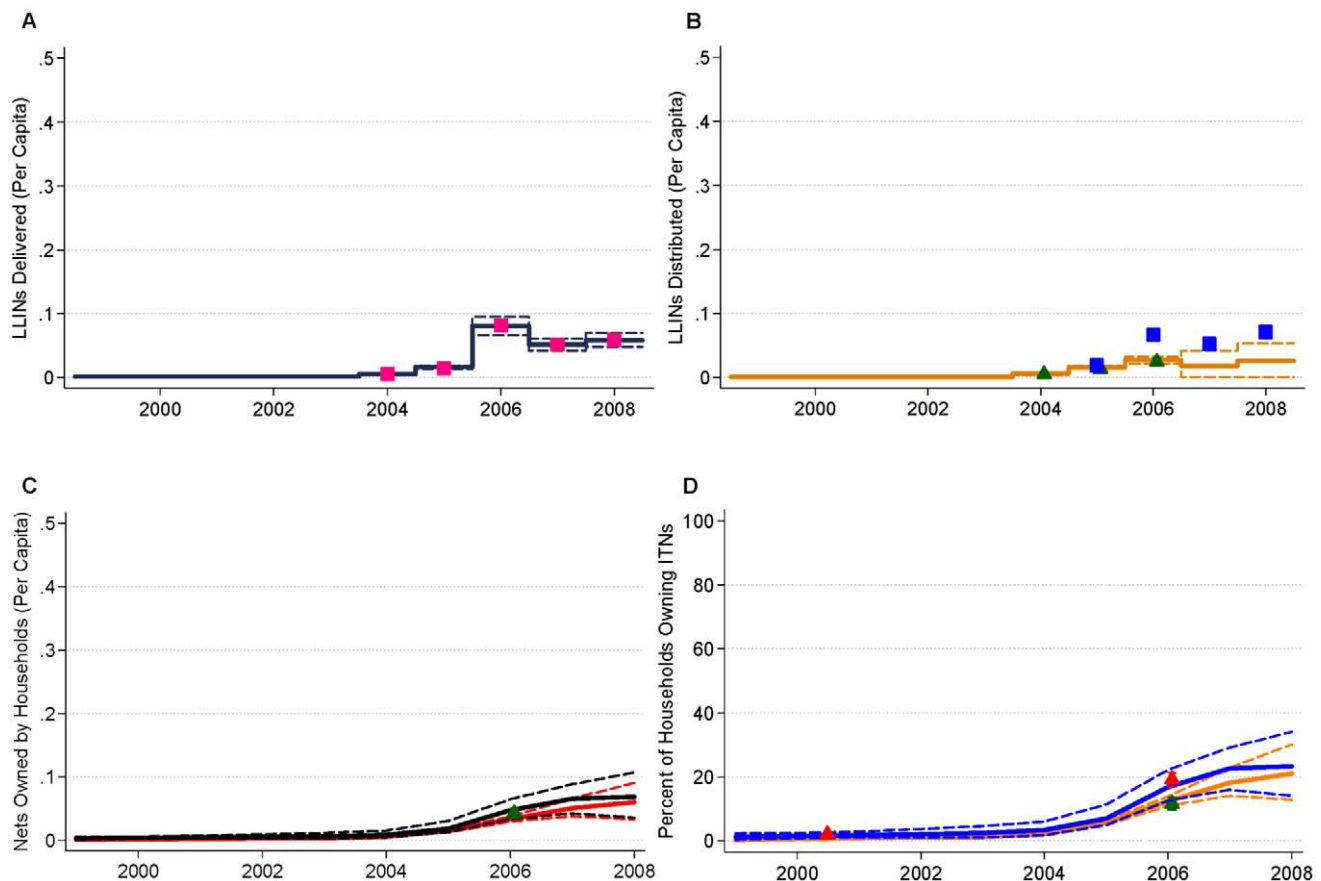 A
LLINs Delivered (Per Capita)
.5
.4
.3
.2
.1
0
2000 2002 2004 2006 2008
B
LLINs Distributed (Per Capita)
.5
.4
.3
.2
.1
0
2000 2002 2004 2006 2008
C
Nets Owned by Households (Per Capita)
.5
.4
.3
.2
.1
0
2000 2002 2004 2006 2008
D
Percent of Households Owning ITNs
100
80
60
40
20
0
2000 2002 2004 2006 2008